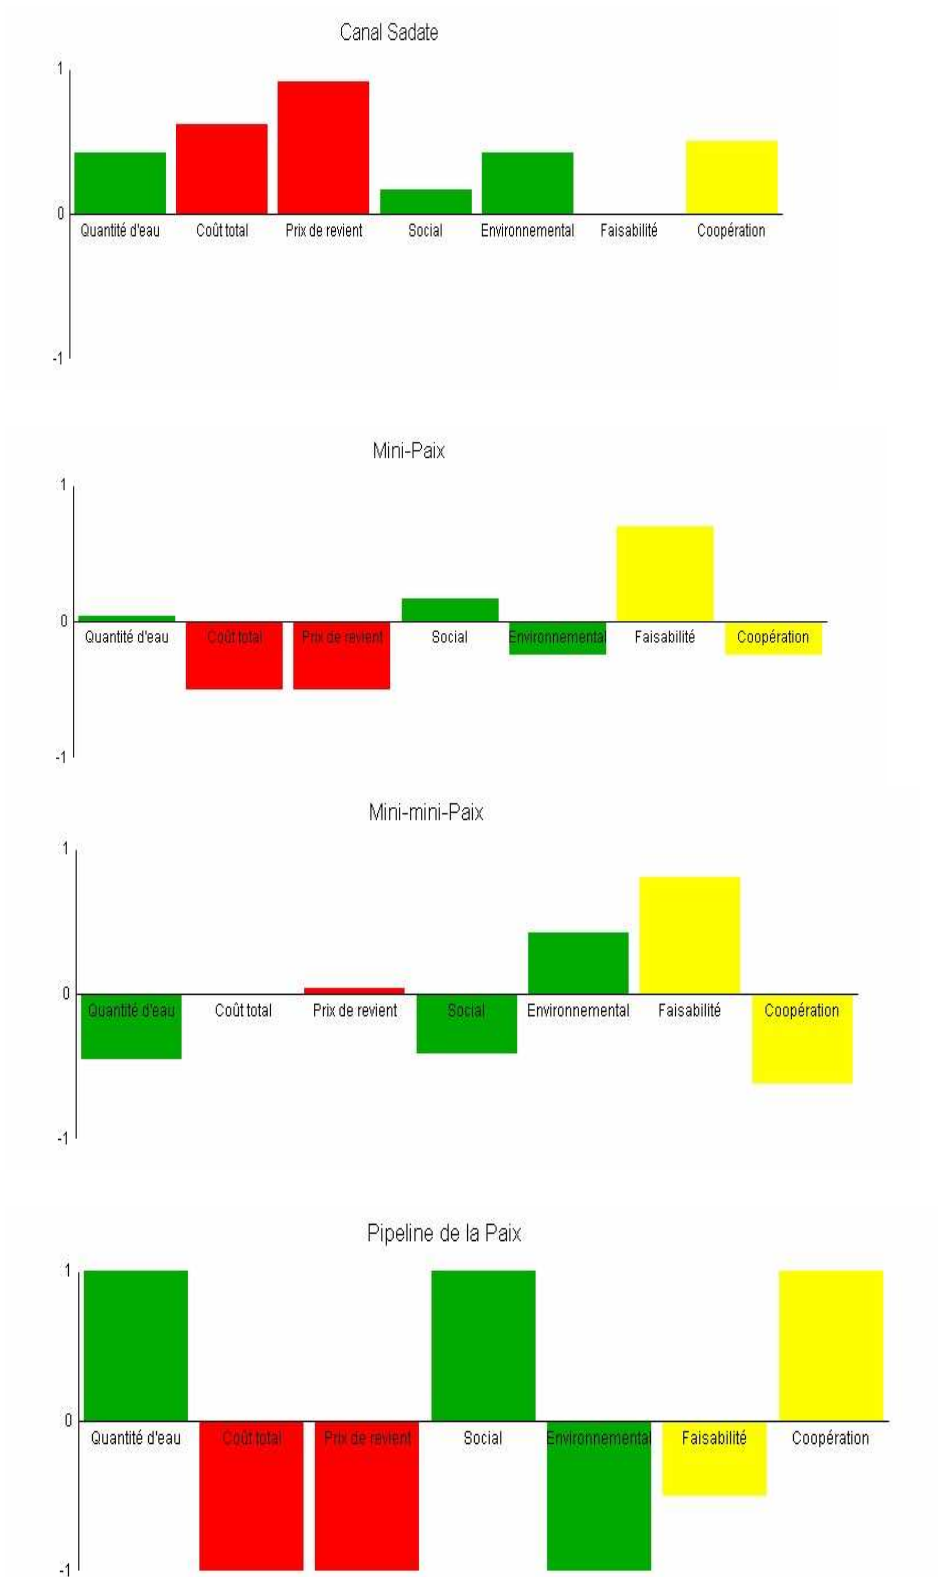 Canal Sadate
1
0
Quantité d'eau Coût total Prix de revient Social Environnemental Faisabilité Coopération
-1
Mini-Paix
1
0
Quantité d'eau Coût total Prix de revient Social Environnemental Faisabilité Coopération
-1
Mini-mini-Paix
1
0
Quantité d'eau Coût total Prix de revient Social Environnemental Faisabilité Coopération
-1
Pipeline de la Paix
1
0
Quantité d'eau Coût total Prix de revient Social Environnemental Faisabilité Coopération
-1